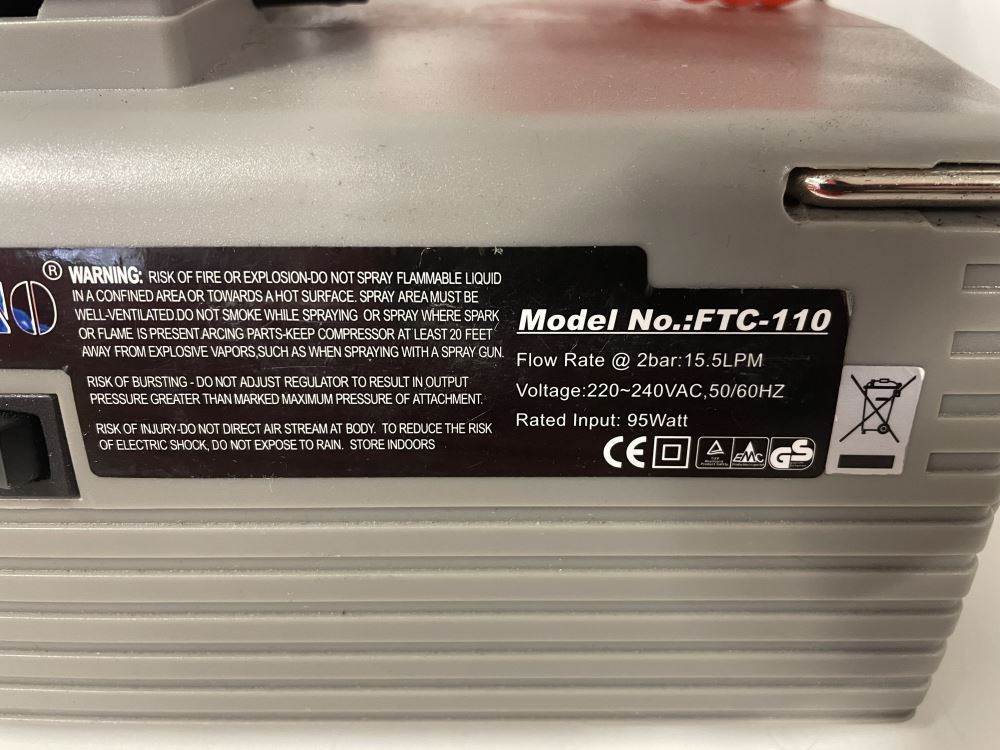 ®
WARNING: RISK OF FIRE OR EXPLOSION-DO NOT SPRAY FLAMMABLE LIQUID
IN A CONFINED AREA OR TOWARDS A HOT SURFACE. SPRAY AREA MUST BE
WELL-VENTILATED.DO NOT SMOKE WHILE SPRAYING OR SPRAY WHERE SPARK
OR FLAME IS PRESENT.ARCING PARTS-KEEP COMPRESSOR AT LEAST 20 FEET
AWAY FROM EXPLOSIVE VAPORS,SUCH AS WHEN SPRAYING WITH A SPRAY GUN.
RISK OF BURSTING - DO NOT ADJUST REGULATOR TO RESULT IN OUTPUT
PRESSURE GREATER THAN MARKED MAXIMUM PRESSURE OF ATTACHMENT.
RISK OF INJURY-DO NOT DIRECT AIR STREAM AT BODY. TO REDUCE THE RISK
OF ELECTRIC SHOCK, DO NOT EXPOSE TO RAIN. STORE INDOORS
Model No.:FTC-110
Flow Rate @ 2bar:15.5LPM
Voltage:220~240VAC,50/60HZ
Rated Input: 95Watt
CE EMC GS